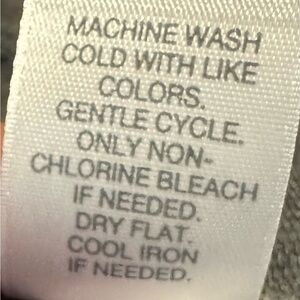 MACHINE WASH
COLD WITH LIKE
COLORS.
GENTLE CYCLE.
ONLY NON-
CHLORINE BLEACH
IF NEEDED.
DRY FLAT.
COOL IRON
IF NEEDED.